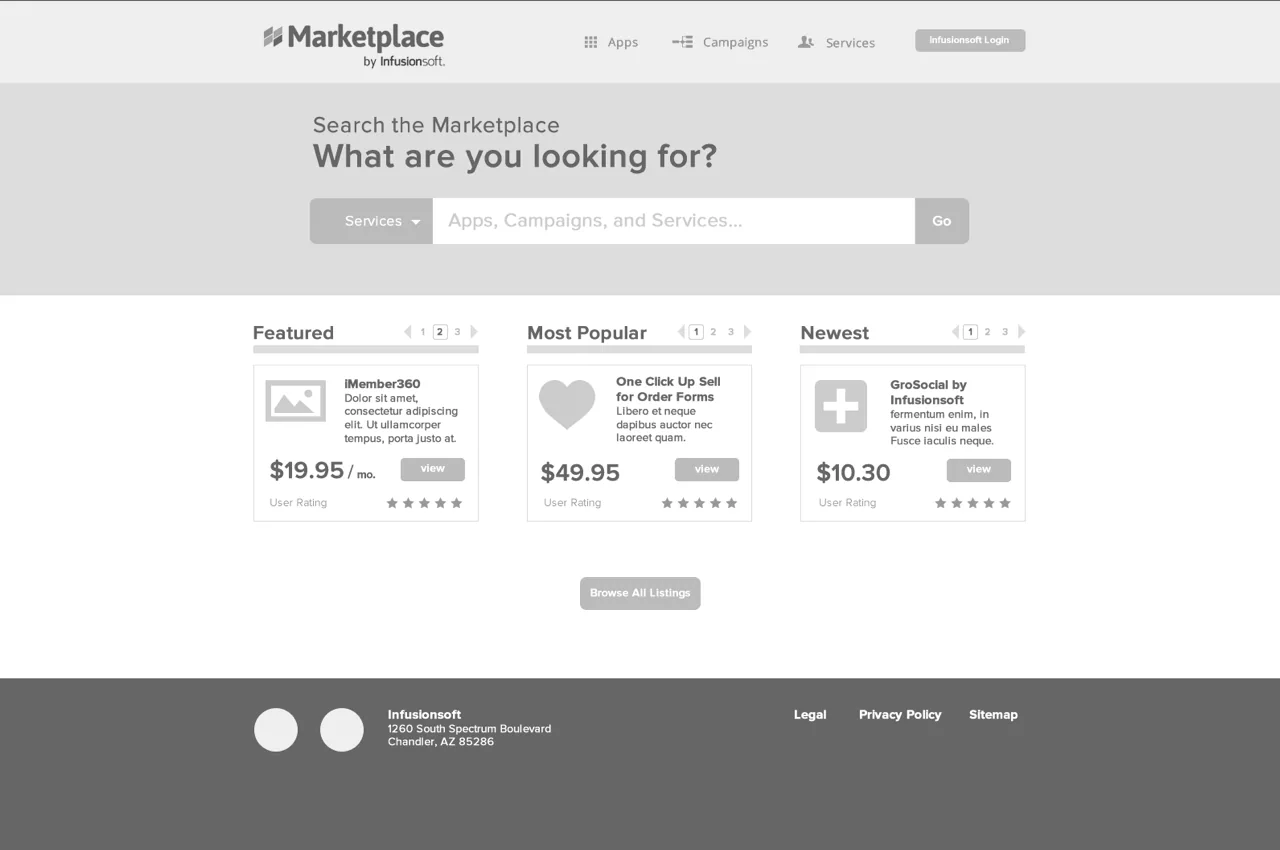 Marketplace
by Infusionsoft.
Apps
Campaigns
Services
Infusionsoft Login
Search the Marketplace
What are you looking for?
Services
Apps, Campaigns, and Services...
Go
Featured
1 2 3
iMember360
Dolor sit amet,
consectetur adipiscing
elit. Ut ullamcorper
tempus, porta justo at.
$19.95 / mo.
view
User Rating
Most Popular
1 2 3
One Click Up Sell
for Order Forms
Libero et neque
dapibus auctor nec
laoreet quam.
$49.95
view
User Rating
Newest
1 2 3
GroSocial by
Infusionsoft
fermentum enim, in
varius nisi eu males
Fusce iaculis neque.
$10.30
view
User Rating
Browse All Listings
Infusionsoft
1260 South Spectrum Boulevard
Chandler, AZ 85286
Legal
Privacy Policy
Sitemap